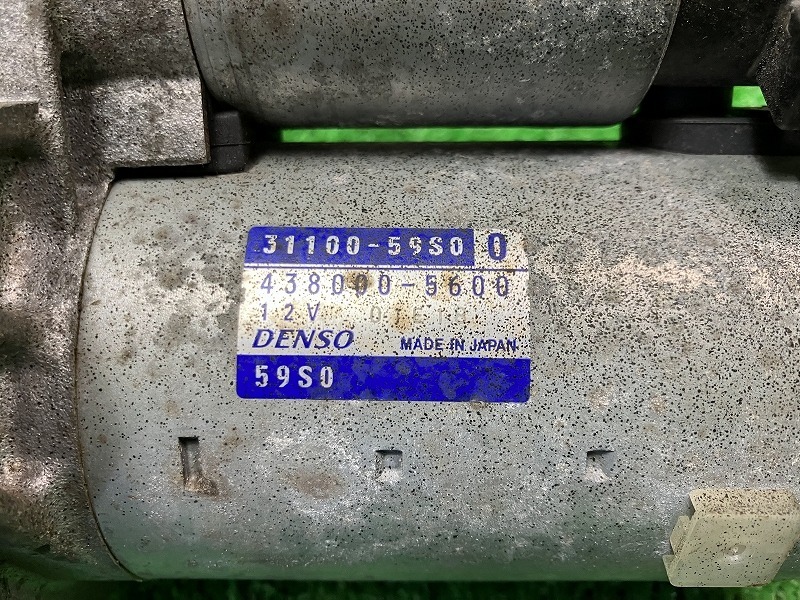 31100-59S0 0
438000-5600
12V
DENSO MADE IN JAPAN
59S0